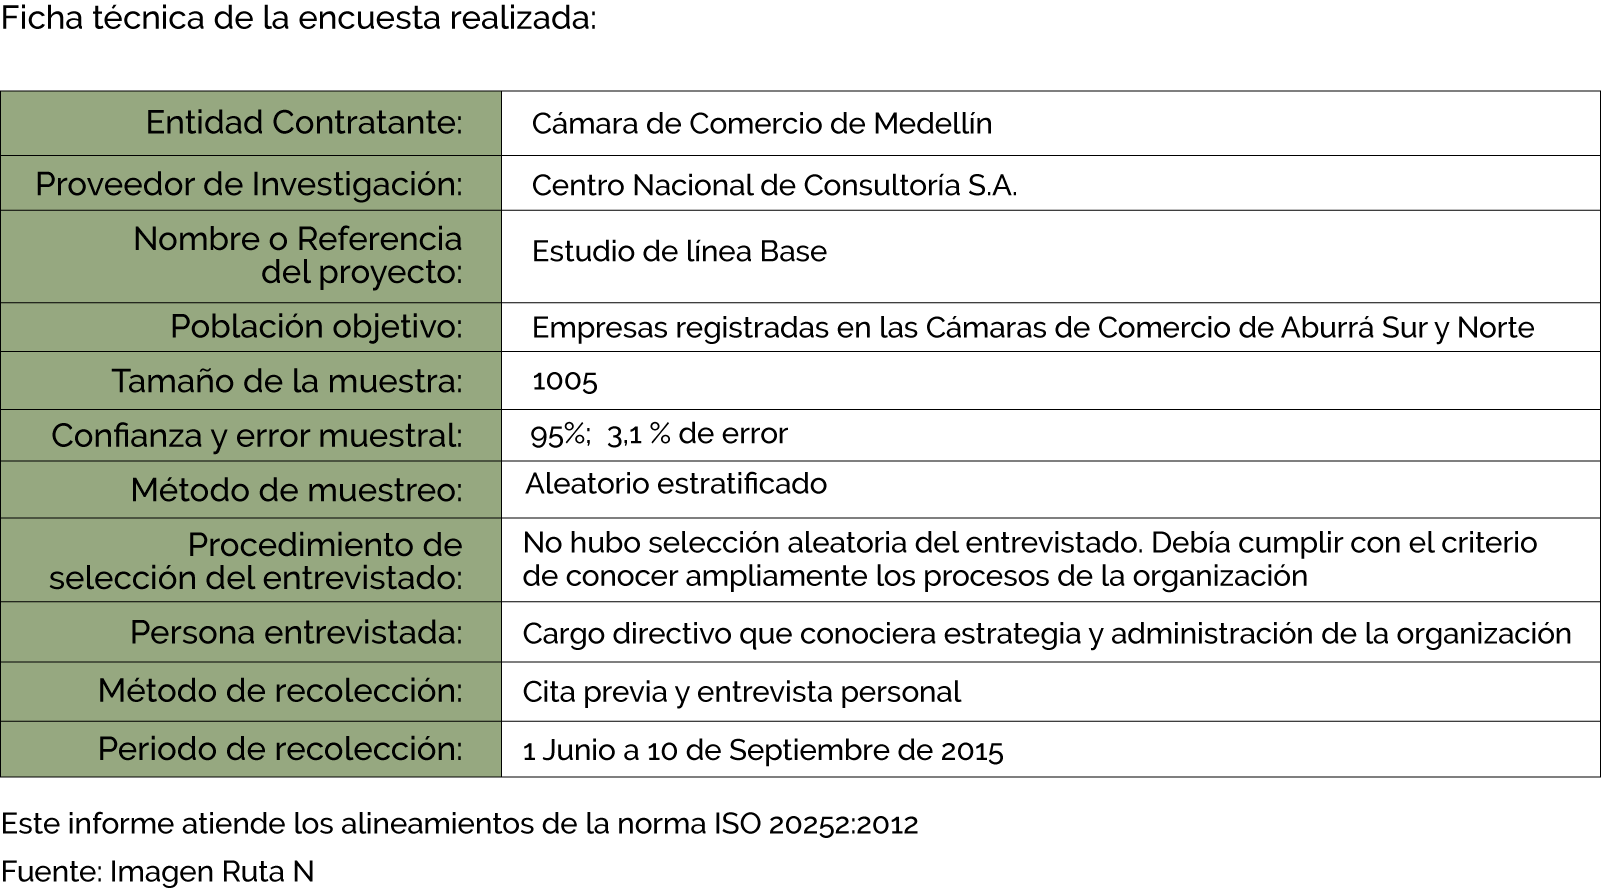 Ficha técnica de la encuesta realizada:
Entidad Contratante:
Cámara de Comercio de Medellín
Proveedor de Investigación:
Centro Nacional de Consultoría S.A.
Nombre o Referencia
del proyecto:
Estudio de línea Base
Población objetivo:
Empresas registradas en las Cámaras de Comercio de Aburrá Sur y Norte
Tamaño de la muestra:
1005
Confianza y error muestral:
95%;  3,1 % de error
Método de muestreo:
Aleatorio estratificado
Procedimiento de
selección del entrevistado:
No hubo selección aleatoria del entrevistado. Debía cumplir con el criterio
de conocer ampliamente los procesos de la organización
Persona entrevistada:
Cargo directivo que conociera estrategia y administración de la organización
Método de recolección:
Cita previa y entrevista personal
Periodo de recolección:
1 Junio a 10 de Septiembre de 2015
Este informe atiende los alineamientos de la norma ISO 20252:2012
Fuente: Imagen Ruta N